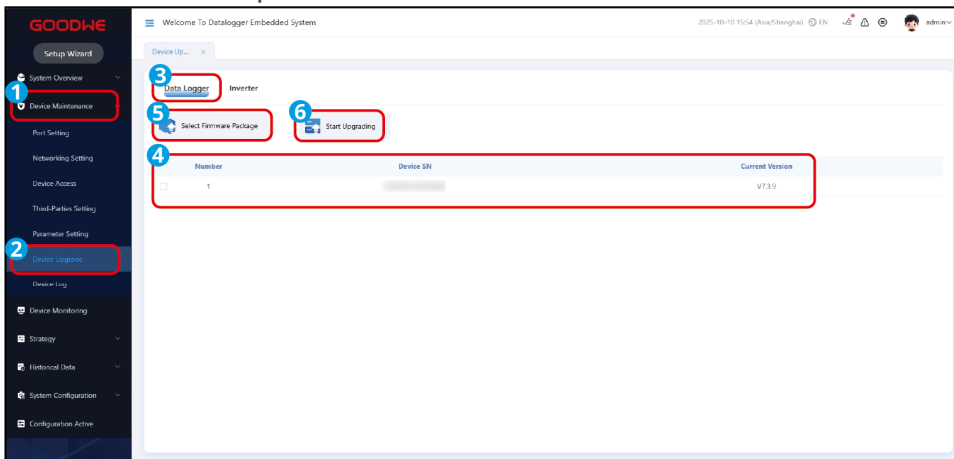 GOODWE
Welcome To Datalogger Embedded System
2025-10-10 15:54 (Asia/Shanghai) EN
admin
Setup Wizard
Device Up... ×
System Overview
1
Device Maintenance
Port Setting
Networking Setting
Device Access
Third-Parties Setting
Parameter Setting
2
Device Upgrade
Device Log
Device Monitoring
Strategy
Historical Data
System Configuration
Configuration Active
3
Data Logger Inverter
5
Select Firmware Package
6
Start Upgrading
4
Number Device SN Current Version
1 V7.3.9